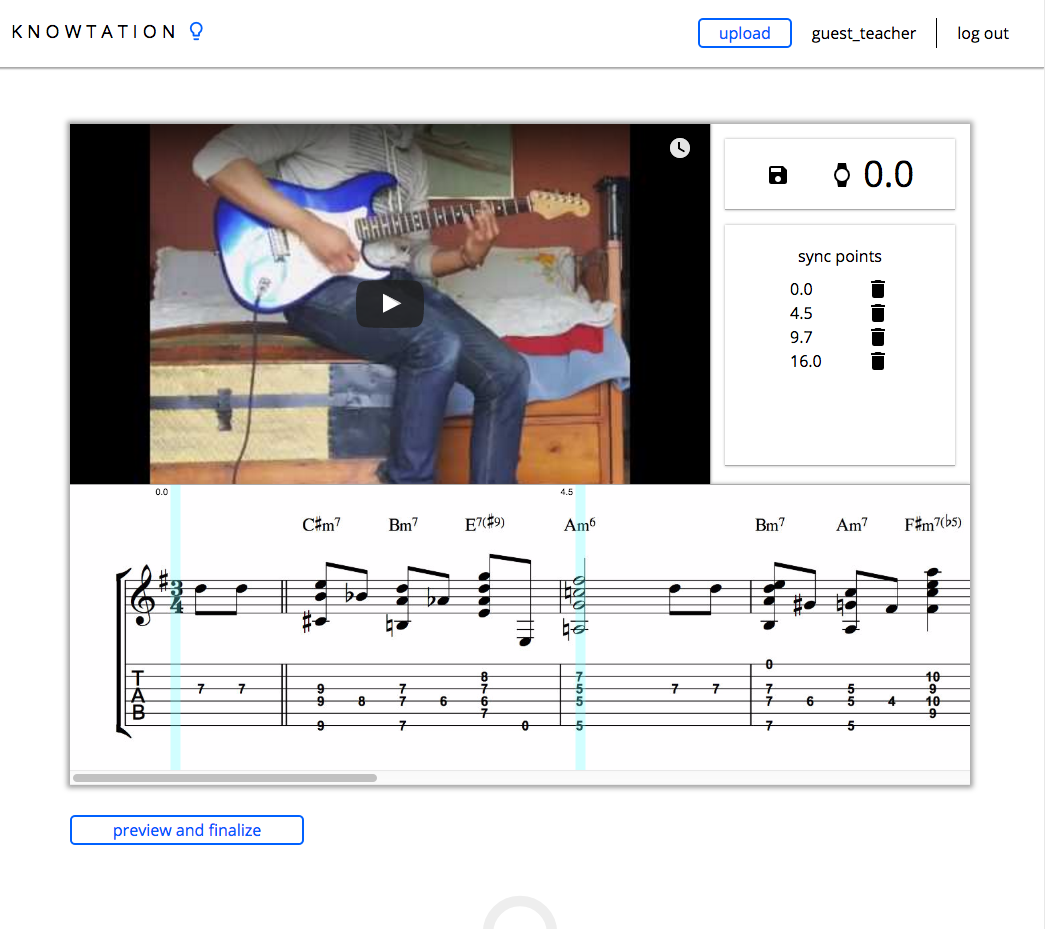 KNOWTATION
upload guest_teacher log out
0.0
sync points
0.0
4.5
9.7
16.0
0.0 4.5
C♯m7 Bm7 E7(♯9) Am6 Bm7 Am7 F♯m7(♭5)
3
4
0
8 7 10
T 7 7 9 7 7 5 7 7 7 5 9
A 9 8 7 6 6 5 7 6 5 4 10
B 7 9
9 7 0 5 7 5
preview and finalize